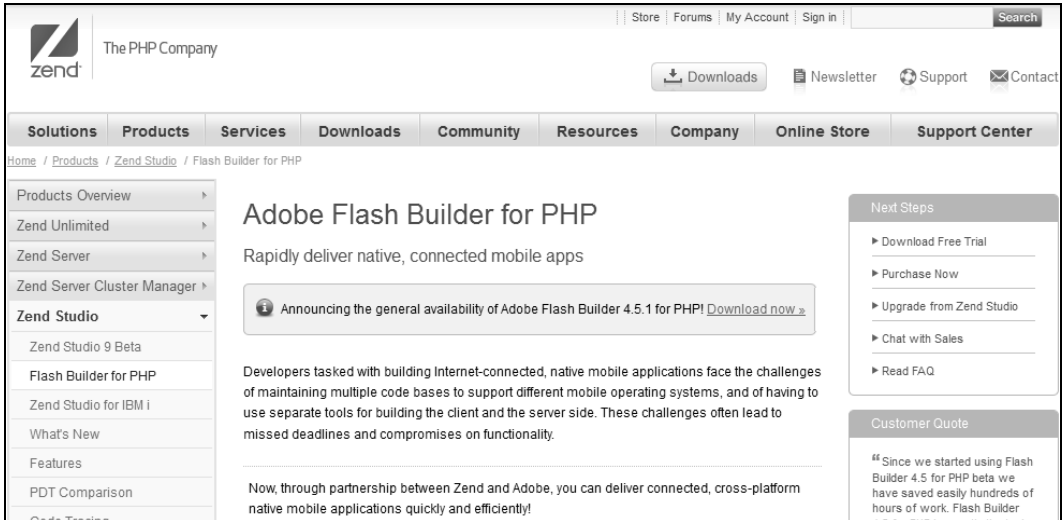 Store Forums My Account Sign in Search
zend
The PHP Company
Downloads Newsletter Support Contact
Solutions Products Services Downloads Community Resources Company Online Store Support Center
Home / Products / Zend Studio / Flash Builder for PHP
Products Overview
Zend Unlimited
Zend Server
Zend Server Cluster Manager
Zend Studio
Zend Studio 9 Beta
Flash Builder for PHP
Zend Studio for IBM i
What's New
Features
PDT Comparison
Code Tracing
Adobe Flash Builder for PHP
Rapidly deliver native, connected mobile apps
Announcing the general availability of Adobe Flash Builder 4.5.1 for PHP! Download now »
Developers tasked with building Internet-connected, native mobile applications face the challenges
of maintaining multiple code bases to support different mobile operating systems, and of having to
use separate tools for building the client and the server side. These challenges often lead to
missed deadlines and compromises on functionality.
Now, through partnership between Zend and Adobe, you can deliver connected, cross-platform
native mobile applications quickly and efficiently!
Next Steps
Download Free Trial
Purchase Now
Upgrade from Zend Studio
Chat with Sales
Read FAQ
Customer Quote
“Since we started using Flash
Builder 4.5 for PHP beta we
have saved easily hundreds of
hours of work. Flash Builder